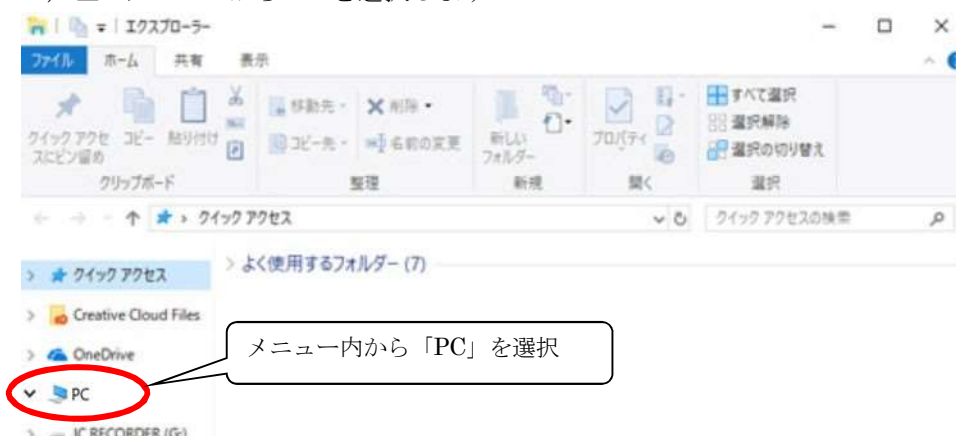 エクスプローラー
ファイル ホーム 共有 表示
クイック アクセスにピン留め
コピー
貼り付け
移動先
削除
コピー先
名前の変更
新しいフォルダー
プロパティ
すべて選択
選択解除
選択の切り替え
クリップボード 整理 新規 開く 選択
クイック アクセス
クイック アクセスの検索
クイック アクセス
よく使用するフォルダー (7)
Creative Cloud Files
OneDrive
メニュー内から「PC」を選択
PC
IC RECORDER (G:)